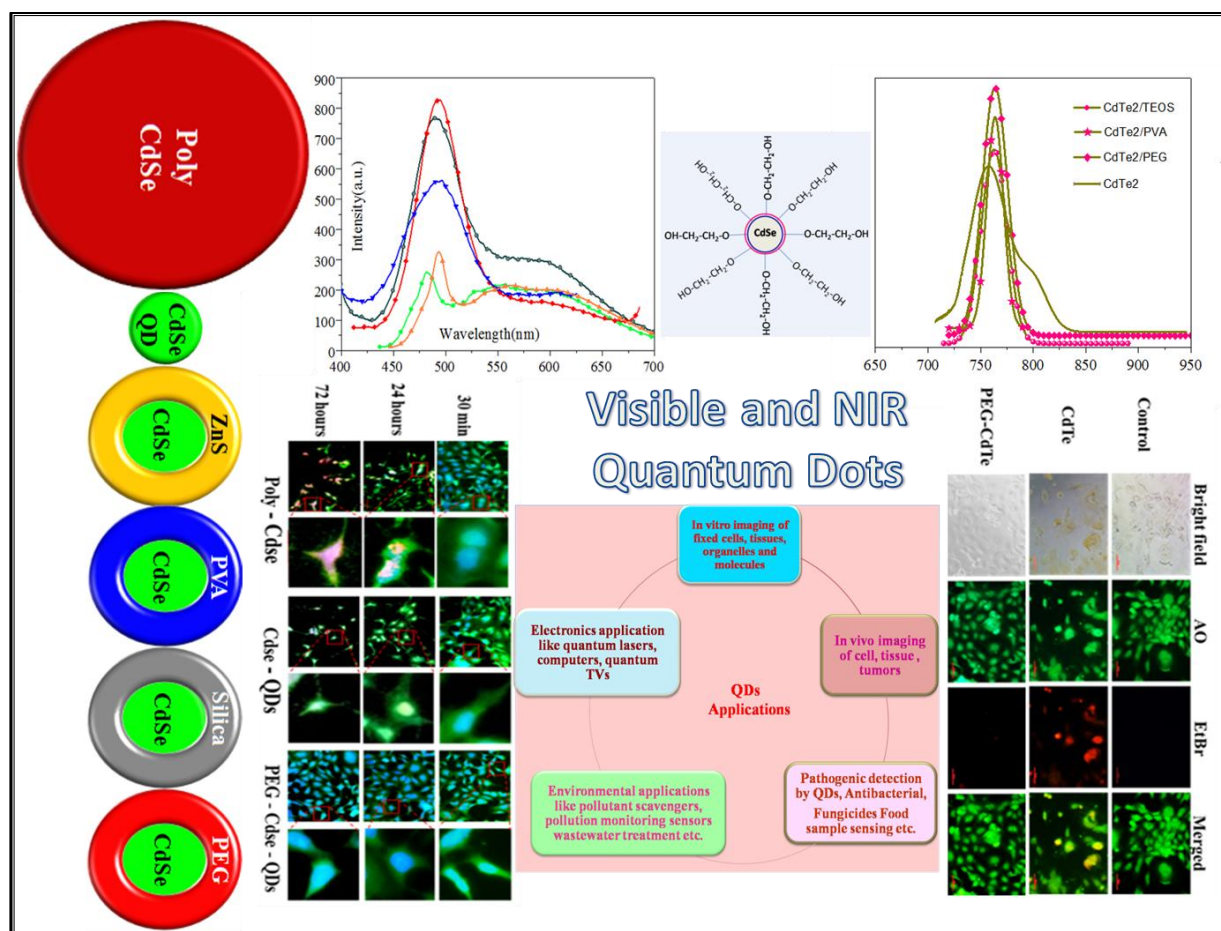 Poly
CdSe
CdSe
QD
ZnS
CdSe
PVA
CdSe
Silica
CdSe
PEG
CdSe
900
800
700
600
500
400
300
200
100
0
Intensity(a.u.)
Wavelength(nm)
400
450
500
550
600
650
700
CdSe
O-CH2-CH2-OH
O-CH2-CH2-OH
O-CH2-CH2-OH
O-CH2-CH2-OH
O-CH2-CH2-OH
HO-CH2-CH2-O
OH-CH2-CH2-O
HO-CH2-CH2-O
CdTe2/TEOS
CdTe2/PVA
CdTe2/PEG
CdTe2
650
700
750
800
850
900
950
Visible and NIR
Quantum Dots
72 hours
24 hours
30 min
Poly - Cdse
Cdse - QDs
PEG - Cdse - QDs
In vitro imaging of
fixed cells, tissues,
organelles and
molecules
Electronics application
like quantum lasers,
computers, quantum
TVs
In vivo imaging
of cell, tissue ,
tumors
QDs
Applications
Environmental applications
like pollutant scavengers,
pollution monitoring sensors
wastewater treatment etc.
Pathogenic detection
by QDs, Antibacterial,
Fungicides Food
sample sensing etc.
PEG-CdTe
CdTe
Control
Bright field
AO
EtBr
Merged